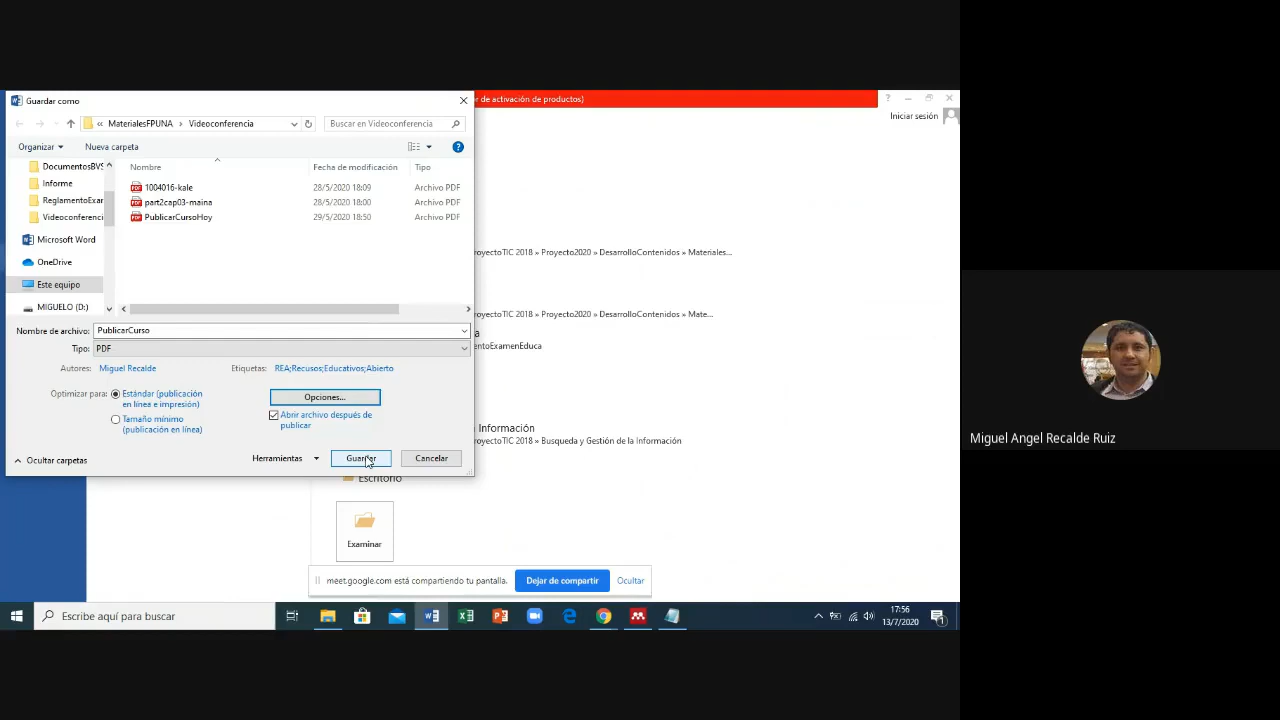 Guardar como
r de activación de productos)
Iniciar sesión
« MaterialesFPUNA > Videoconferencia
Buscar en Videoconferencia
Organizar
Nueva carpeta
DocumentosBVS
Informe
ReglamentoExar
Videoconferenci
Microsoft Word
OneDrive
Este equipo
MIGUELO (D:)
Nombre
Fecha de modificación
Tipo
1004016-kale
28/5/2020 18:09
Archivo PDF
part2cap03-maina
28/5/2020 18:00
Archivo PDF
PublicarCursoHoy
29/5/2020 18:50
Archivo PDF
Nombre de archivo: PublicarCurso
Tipo: PDF
Autores: Miguel Recalde
Etiquetas: REA;Recusos;Educativos;Abierto
Optimizar para:
Estándar (publicación
en línea e impresión)
Tamaño mínimo
(publicación en línea)
Opciones...
Abrir archivo después de
publicar
Ocultar carpetas
Herramientas
Guardar
Cancelar
royectoTIC 2018 » Proyecto2020 » DesarrolloContenidos » Materiales...
royectoTIC 2018 » Proyecto2020 » DesarrolloContenidos » Mate...
a
entoExamenEduca
Información
royectoTIC 2018 » Busqueda y Gestión de la Información
Escritorio
Examinar
meet.google.com está compartiendo tu pantalla.
Dejar de compartir
Ocultar
Escribe aquí para buscar
17:56
13/7/2020
1
Miguel Angel Recalde Ruiz